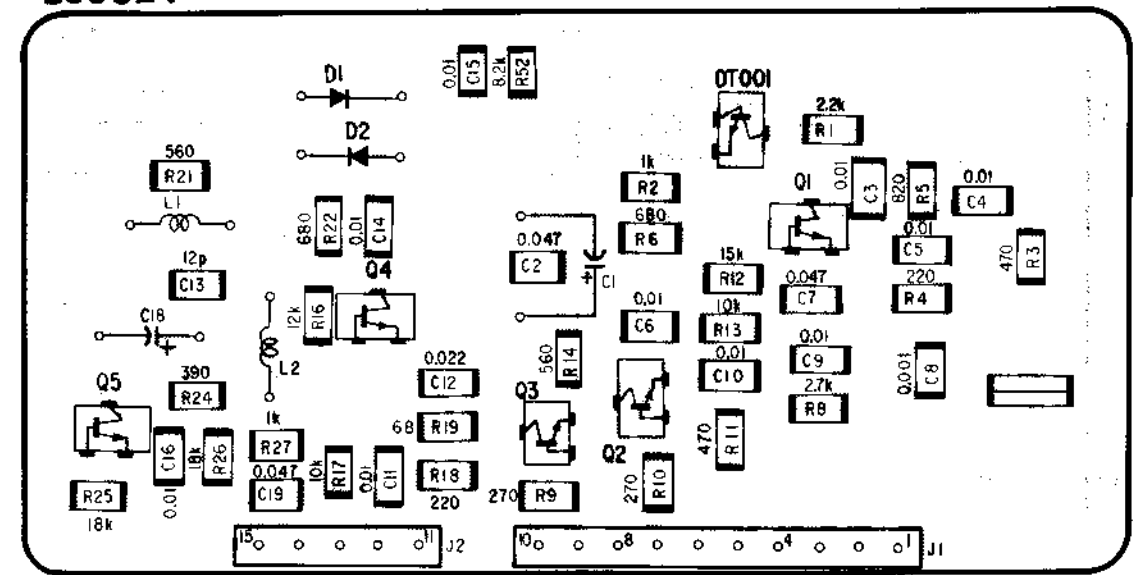 D1
0.01
C15
8.2k
R52
DT001
2.2k
R1
D2
560
R21
L1
680
R22
0.01
C14
1k
R2
680
R6
Q1
0.01
C3
820
R5
0.01
C4
0.01
C5
470
R3
12p
C13
Q4
0.047
C2
C1
15k
R12
0.047
C7
220
R4
C18
+
L2
12k
R16
+
0.01
C6
10k
R13
560
R14
0.01
C9
0.01
C10
0.001
C8
Q5
390
R24
0.022
C12
Q3
2.7k
R8
1k
R27
68
R19
Q2
470
R11
C16
0.01
18k
R26
0.047
C19
10k
R17
0.01
C11
R18
220
270
R9
270
R10
R25
18k
15
11
J2
10
8
4
1
J1